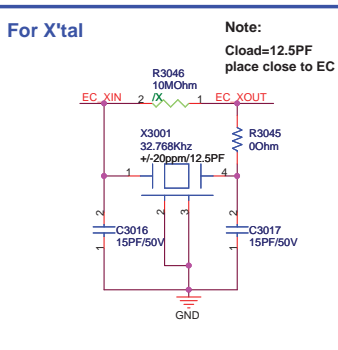 For X'tal
Note:
Cload=12.5PF
place close to EC
R3046
10MOhm
EC_XIN 2 /X 1 EC_XOUT
X3001
32.768Khz
+/-20ppm/12.5PF
R3045
0Ohm
1 4
2 3
2 2
C3016
15PF/50V
C3017
15PF/50V
1 1
GND